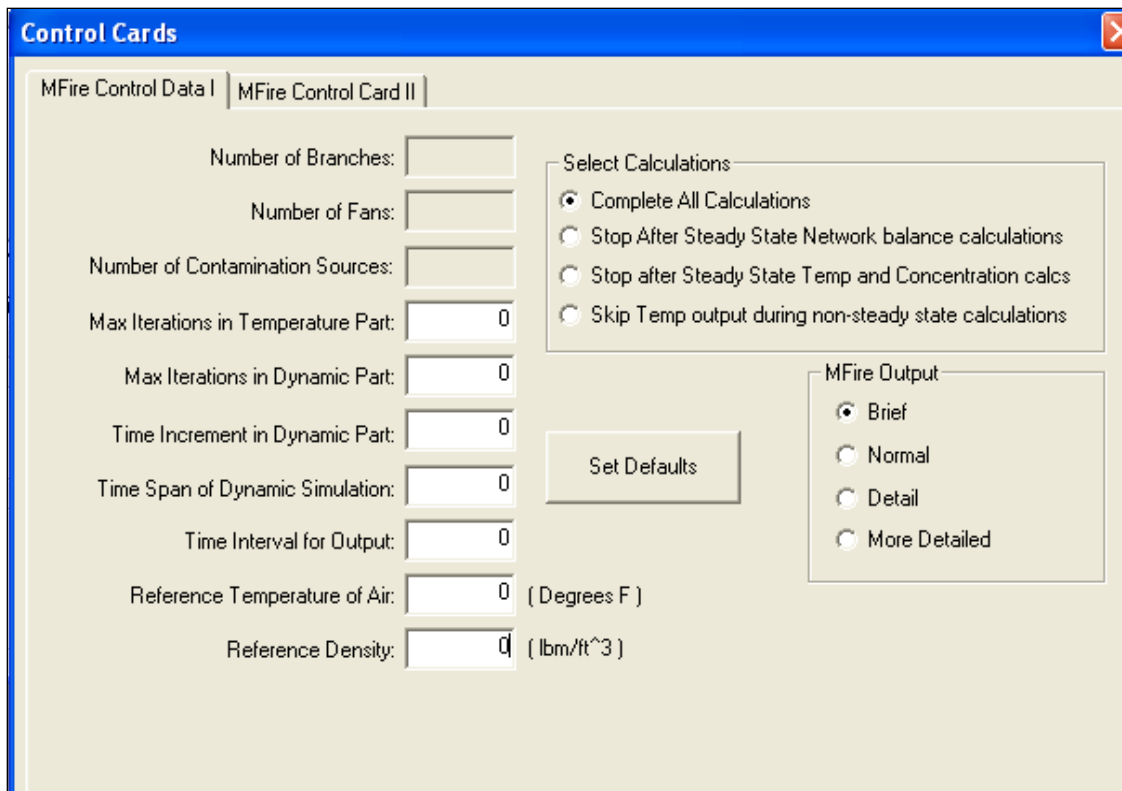 Control Cards
MFire Control Data I
MFire Control Card II
Number of Branches:
Number of Fans:
Number of Contamination Sources:
Max Iterations in Temperature Part: 0
Max Iterations in Dynamic Part: 0
Time Increment in Dynamic Part: 0
Time Span of Dynamic Simulation: 0
Time Interval for Output: 0
Reference Temperature of Air: 0 ( Degrees F )
Reference Density: 0 ( lbm/ft^3 )
Select Calculations
Complete All Calculations
Stop After Steady State Network balance calculations
Stop after Steady State Temp and Concentration calcs
Skip Temp output during non-steady state calculations
Set Defaults
MFire Output
Brief
Normal
Detail
More Detailed